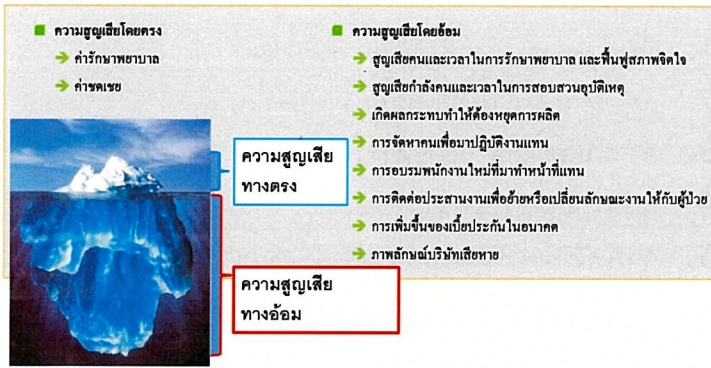 ความสูญเสียโดยตรง
ค่ารักษาพยาบาล
ค่าชดเชย
ความสูญเสียโดยอ้อม
สูญเสียคนและเวลาในการรักษาพยาบาล และฟื้นฟูสภาพจิตใจ
สูญเสียกำลังคนและเวลาในการสอบสวนอุบัติเหตุ
เกิดผลกระทบทำให้ต้องหยุดการผลิต
การจัดหาคนเพื่อมาปฏิบัติงานแทน
การอบรมพนักงานใหม่ที่มาทำหน้าที่แทน
การติดต่อประสานงานเพื่อย้ายหรือเปลี่ยนลักษณะงานให้กับผู้ป่วย
การเพิ่มขึ้นของเบี้ยประกันในอนาคต
ภาพลักษณ์บริษัทเสียหาย
ความสูญเสีย
ทางตรง
ความสูญเสีย
ทางอ้อม